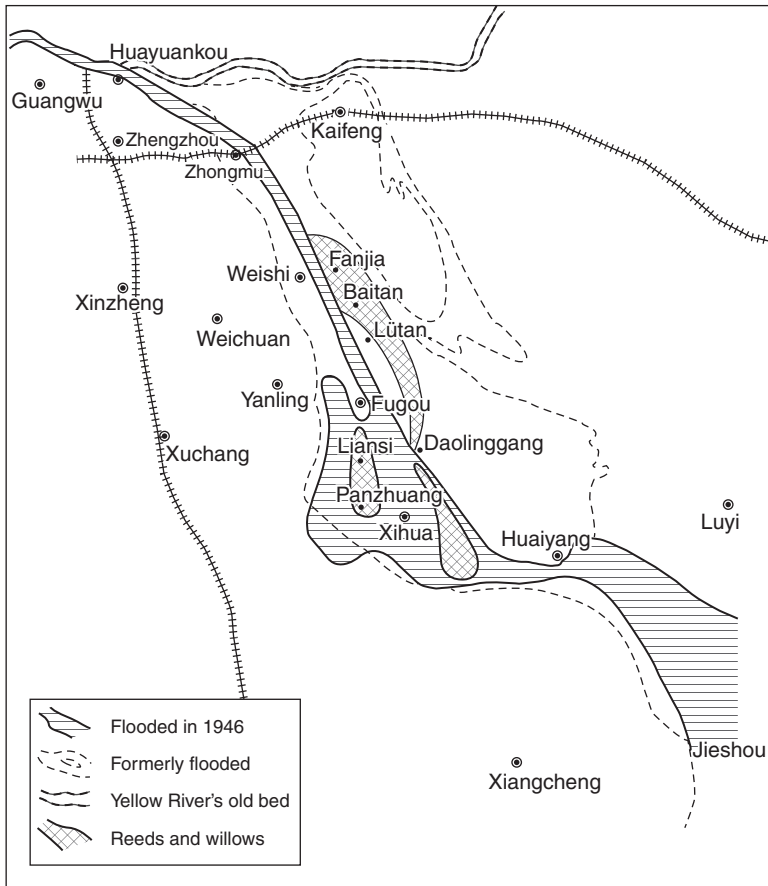 Huayuankou
Guangwu
Kaifeng
Zhengzhou
Zhongmu
Fanjia
Weishi
Baitan
Xinzheng
Weichuan
Lütan
Yanling
Fugou
Xuchang
Liansi
Daolinggang
Panzhuang
Xihua
Huaiyang
Luyi
Jieshou
Xiangcheng
Flooded in 1946
Formerly flooded
Yellow River's old bed
Reeds and willows